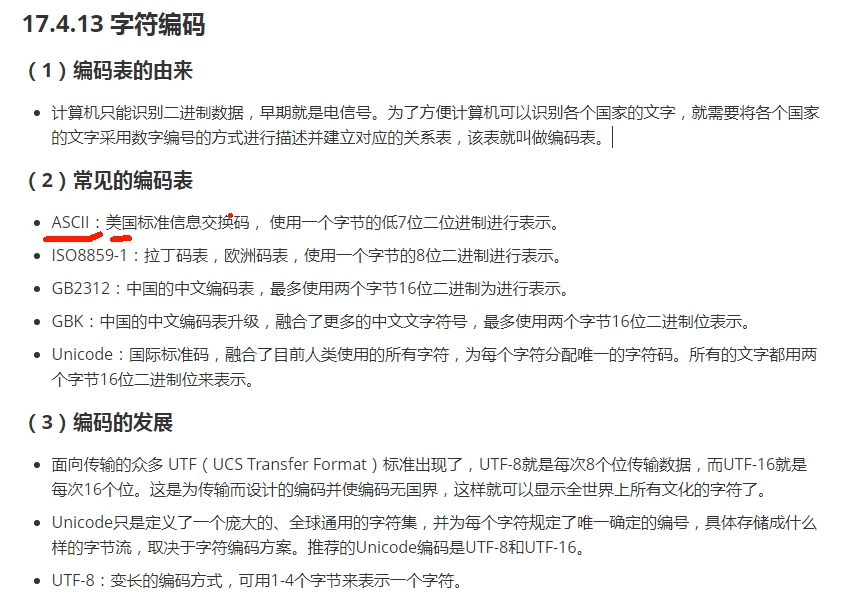 17.4.13 字符编码
（1）编码表的由来
• 计算机只能识别二进制数据，早期就是电信号。为了方便计算机可以识别各个国家的文字，就需要将各个国家
的文字采用数字编号的方式进行描述并建立对应的关系表，该表就叫做编码表。
（2）常见的编码表
• ASCII：美国标准信息交换码， 使用一个字节的低7位二位进制进行表示。
• ISO8859-1：拉丁码表，欧洲码表，使用一个字节的8位二进制进行表示。
• GB2312：中国的中文编码表，最多使用两个字节16位二进制为进行表示。
• GBK：中国的中文编码表升级，融合了更多的中文文字符号，最多使用两个字节16位二进制位表示。
• Unicode：国际标准码，融合了目前人类使用的所有字符，为每个字符分配唯一的字符码。所有的文字都用两
个字节16位二进制位来表示。
（3）编码的发展
• 面向传输的众多 UTF（UCS Transfer Format）标准出现了，UTF-8就是每次8个位传输数据，而UTF-16就是
每次16个位。这是为传输而设计的编码并使编码无国界，这样就可以显示全世界上所有文化的字符了。
• Unicode只是定义了一个庞大的、全球通用的字符集，并为每个字符规定了唯一确定的编号，具体存储成什么
样的字节流，取决于字符编码方案。推荐的Unicode编码是UTF-8和UTF-16。
• UTF-8：变长的编码方式，可用1-4个字节来表示一个字符。